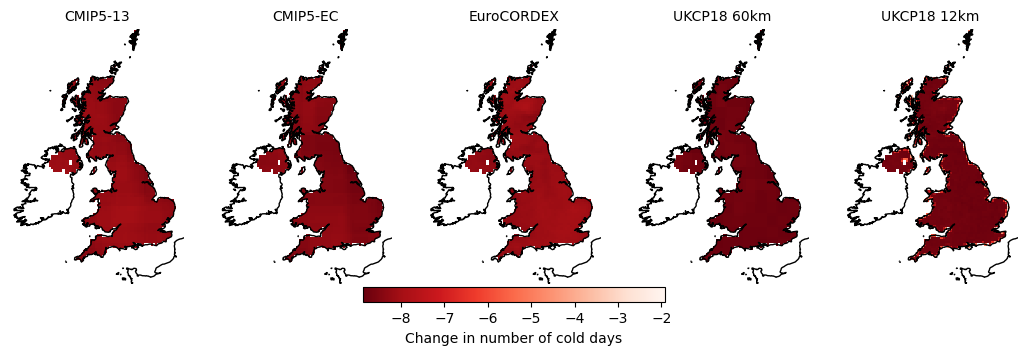 CMIP5-13 CMIP5-EC EuroCORDEX UKCP18 60km UKCP18 12km
−8 −7 −6 −5 −4 −3 −2
Change in number of cold days